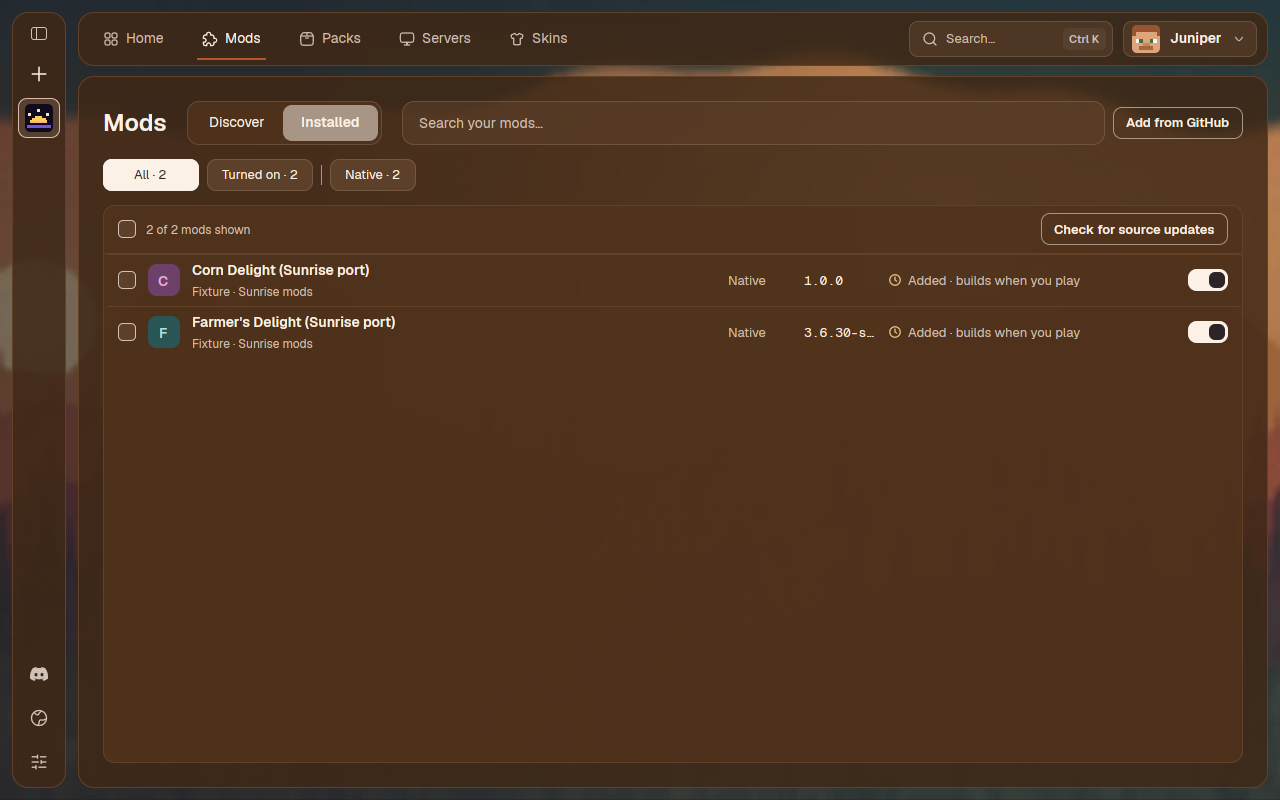 Home
Mods
Packs
Servers
Skins
Search...
Ctrl K
Juniper
Mods
Discover
Installed
Search your mods...
Add from GitHub
All · 2
Turned on · 2
Native · 2
2 of 2 mods shown
Check for source updates
C
Corn Delight (Sunrise port)
Fixture · Sunrise mods
Native
1.0.0
Added · builds when you play
F
Farmer's Delight (Sunrise port)
Fixture · Sunrise mods
Native
3.6.30-s…
Added · builds when you play